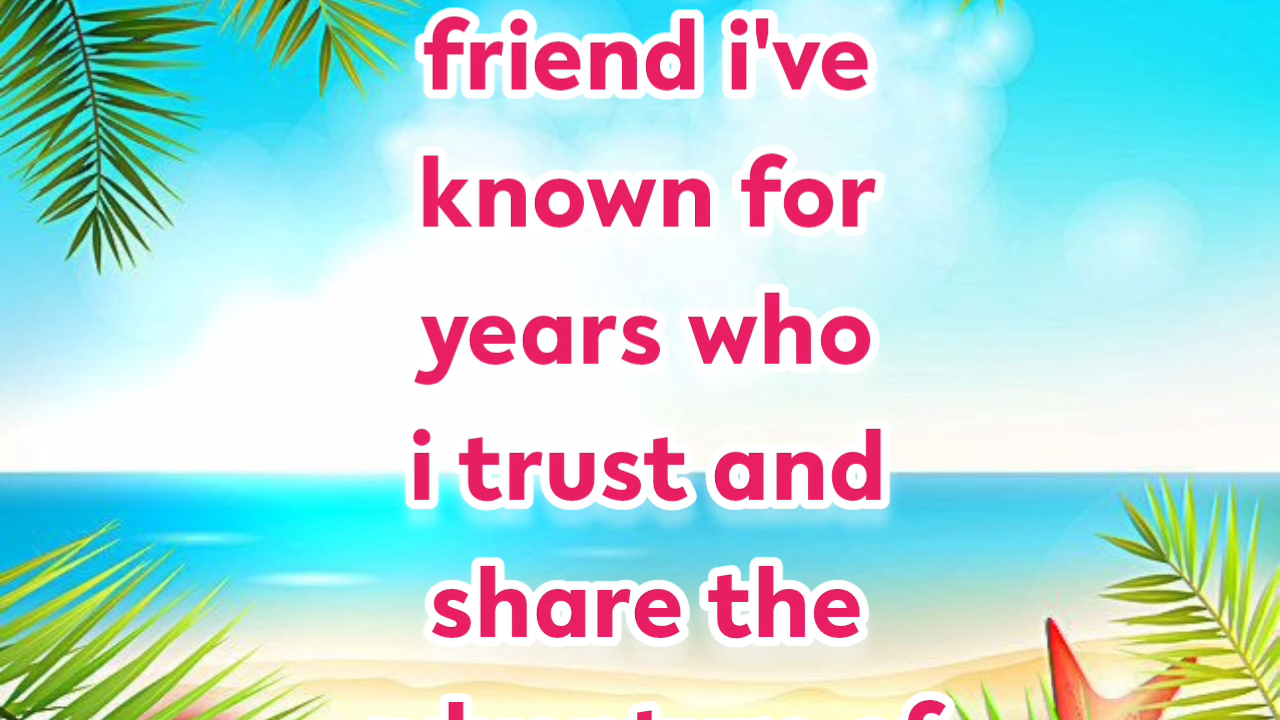 friend i've
known for
years who
i trust and
share the